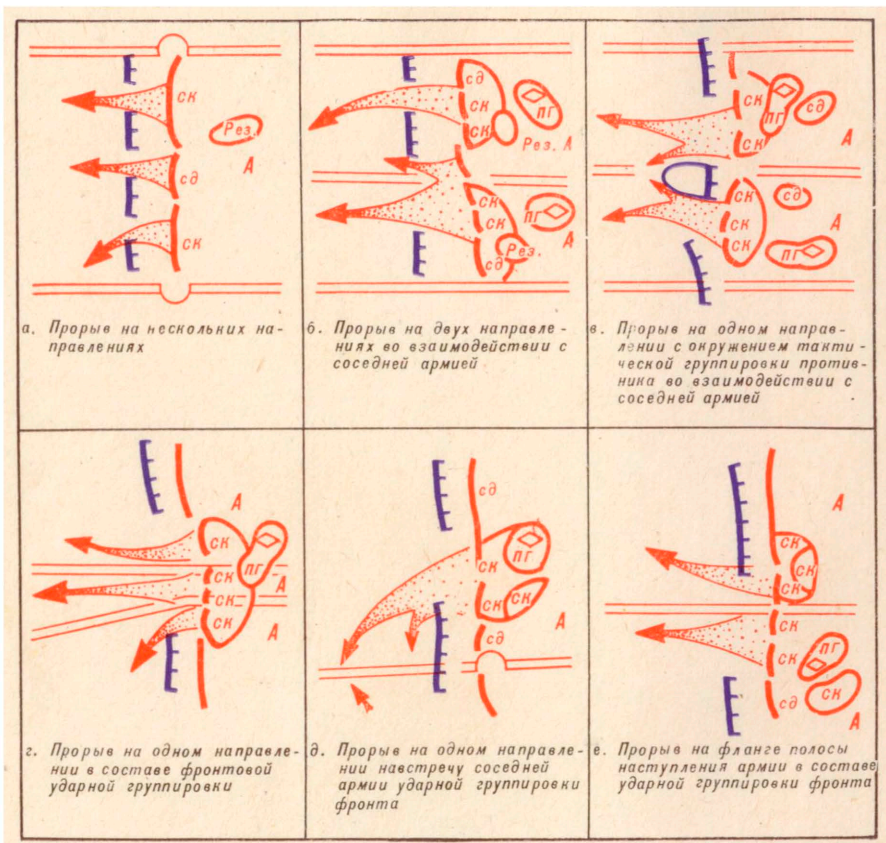 ск
Рез.
А
сд
ск
сд
ск
ск
пг
Рез. А
ск
ск
сд
Рез.
пг
А
ск
ск
пг
сд
А
ск
ск
ск
сд
пг
А
а. Прорыв на нескольких на-
правлениях
б. Прорыв на двух направле-
ниях во взаимодействии с
соседней армией
в. Прорыв на одном направ-
лении с окружением такти-
ческой группировки против-
ника во взаимодействии с
соседней армией
А
ск
пг
ск
А
ск
ск
А
сд
пг
ск
ск
ск
А
сд
А
ск
ск
ск
ск
ск
пг
сд
ск
А
г. Прорыв на одном направле-
нии в составе фронтовой
ударной группировки
д. Прорыв на одном направле-
нии навстречу соседней
армии ударной группировки
фронта
е. Прорыв на фланге полосы
наступления армии в составе
ударной группировки фронта